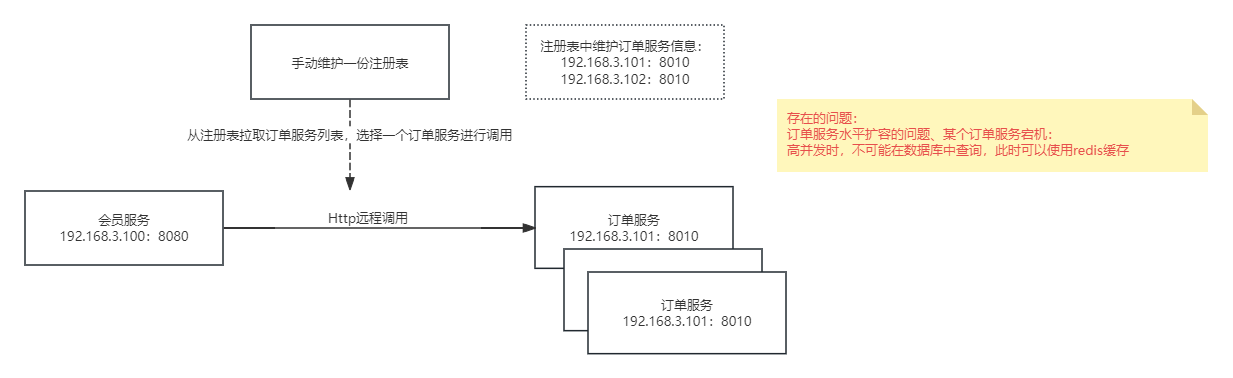 手动维护一份注册表
注册表中维护订单服务信息：
192.168.3.101：8010
192.168.3.102：8010
存在的问题：
订单服务水平扩容的问题、某个订单服务宕机；
高并发时，不可能在数据库中查询，此时可以使用redis缓存
从注册表拉取订单服务列表，选择一个订单服务进行调用
会员服务
192.168.3.100：8080
Http远程调用
订单服务
192.168.3.101：8010
订单服务
192.168.3.101：8010